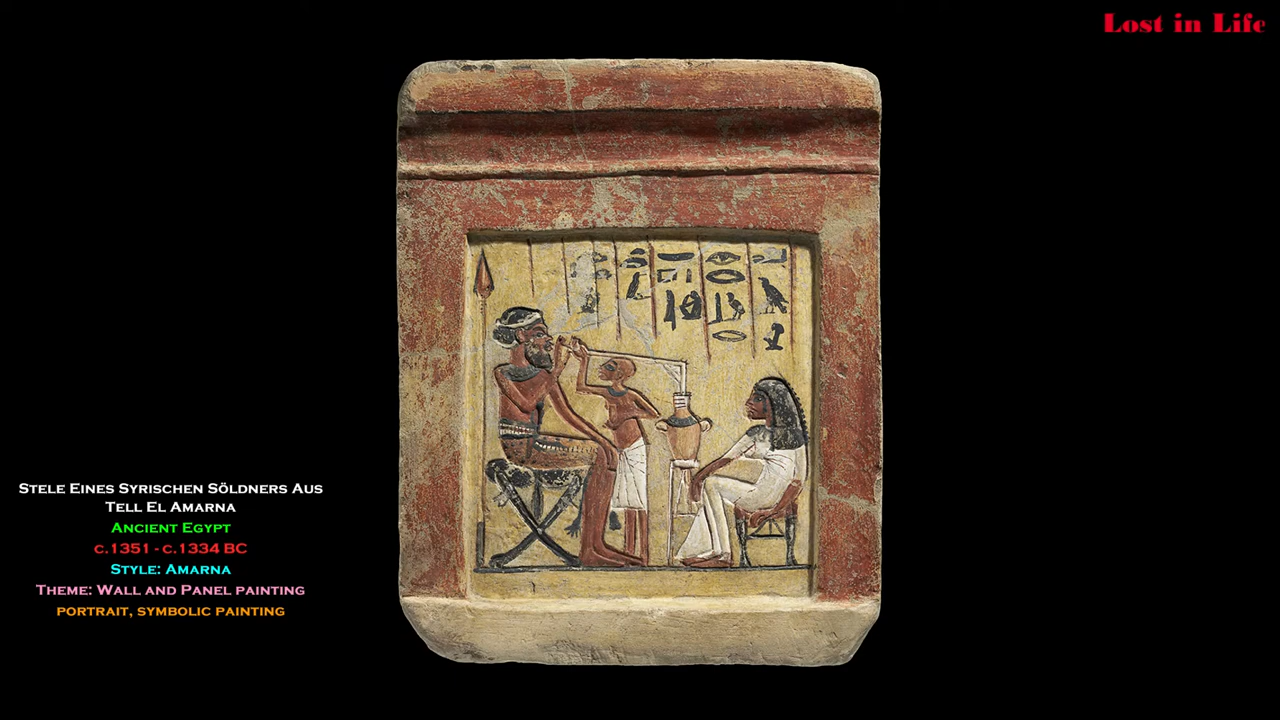 Lost in Life
Stele Eines Syrischen Söldners Aus
Tell El Amarna
Ancient Egypt
c.1351 - c.1334 BC
Style: Amarna
Theme: Wall and Panel painting
portrait, symbolic painting